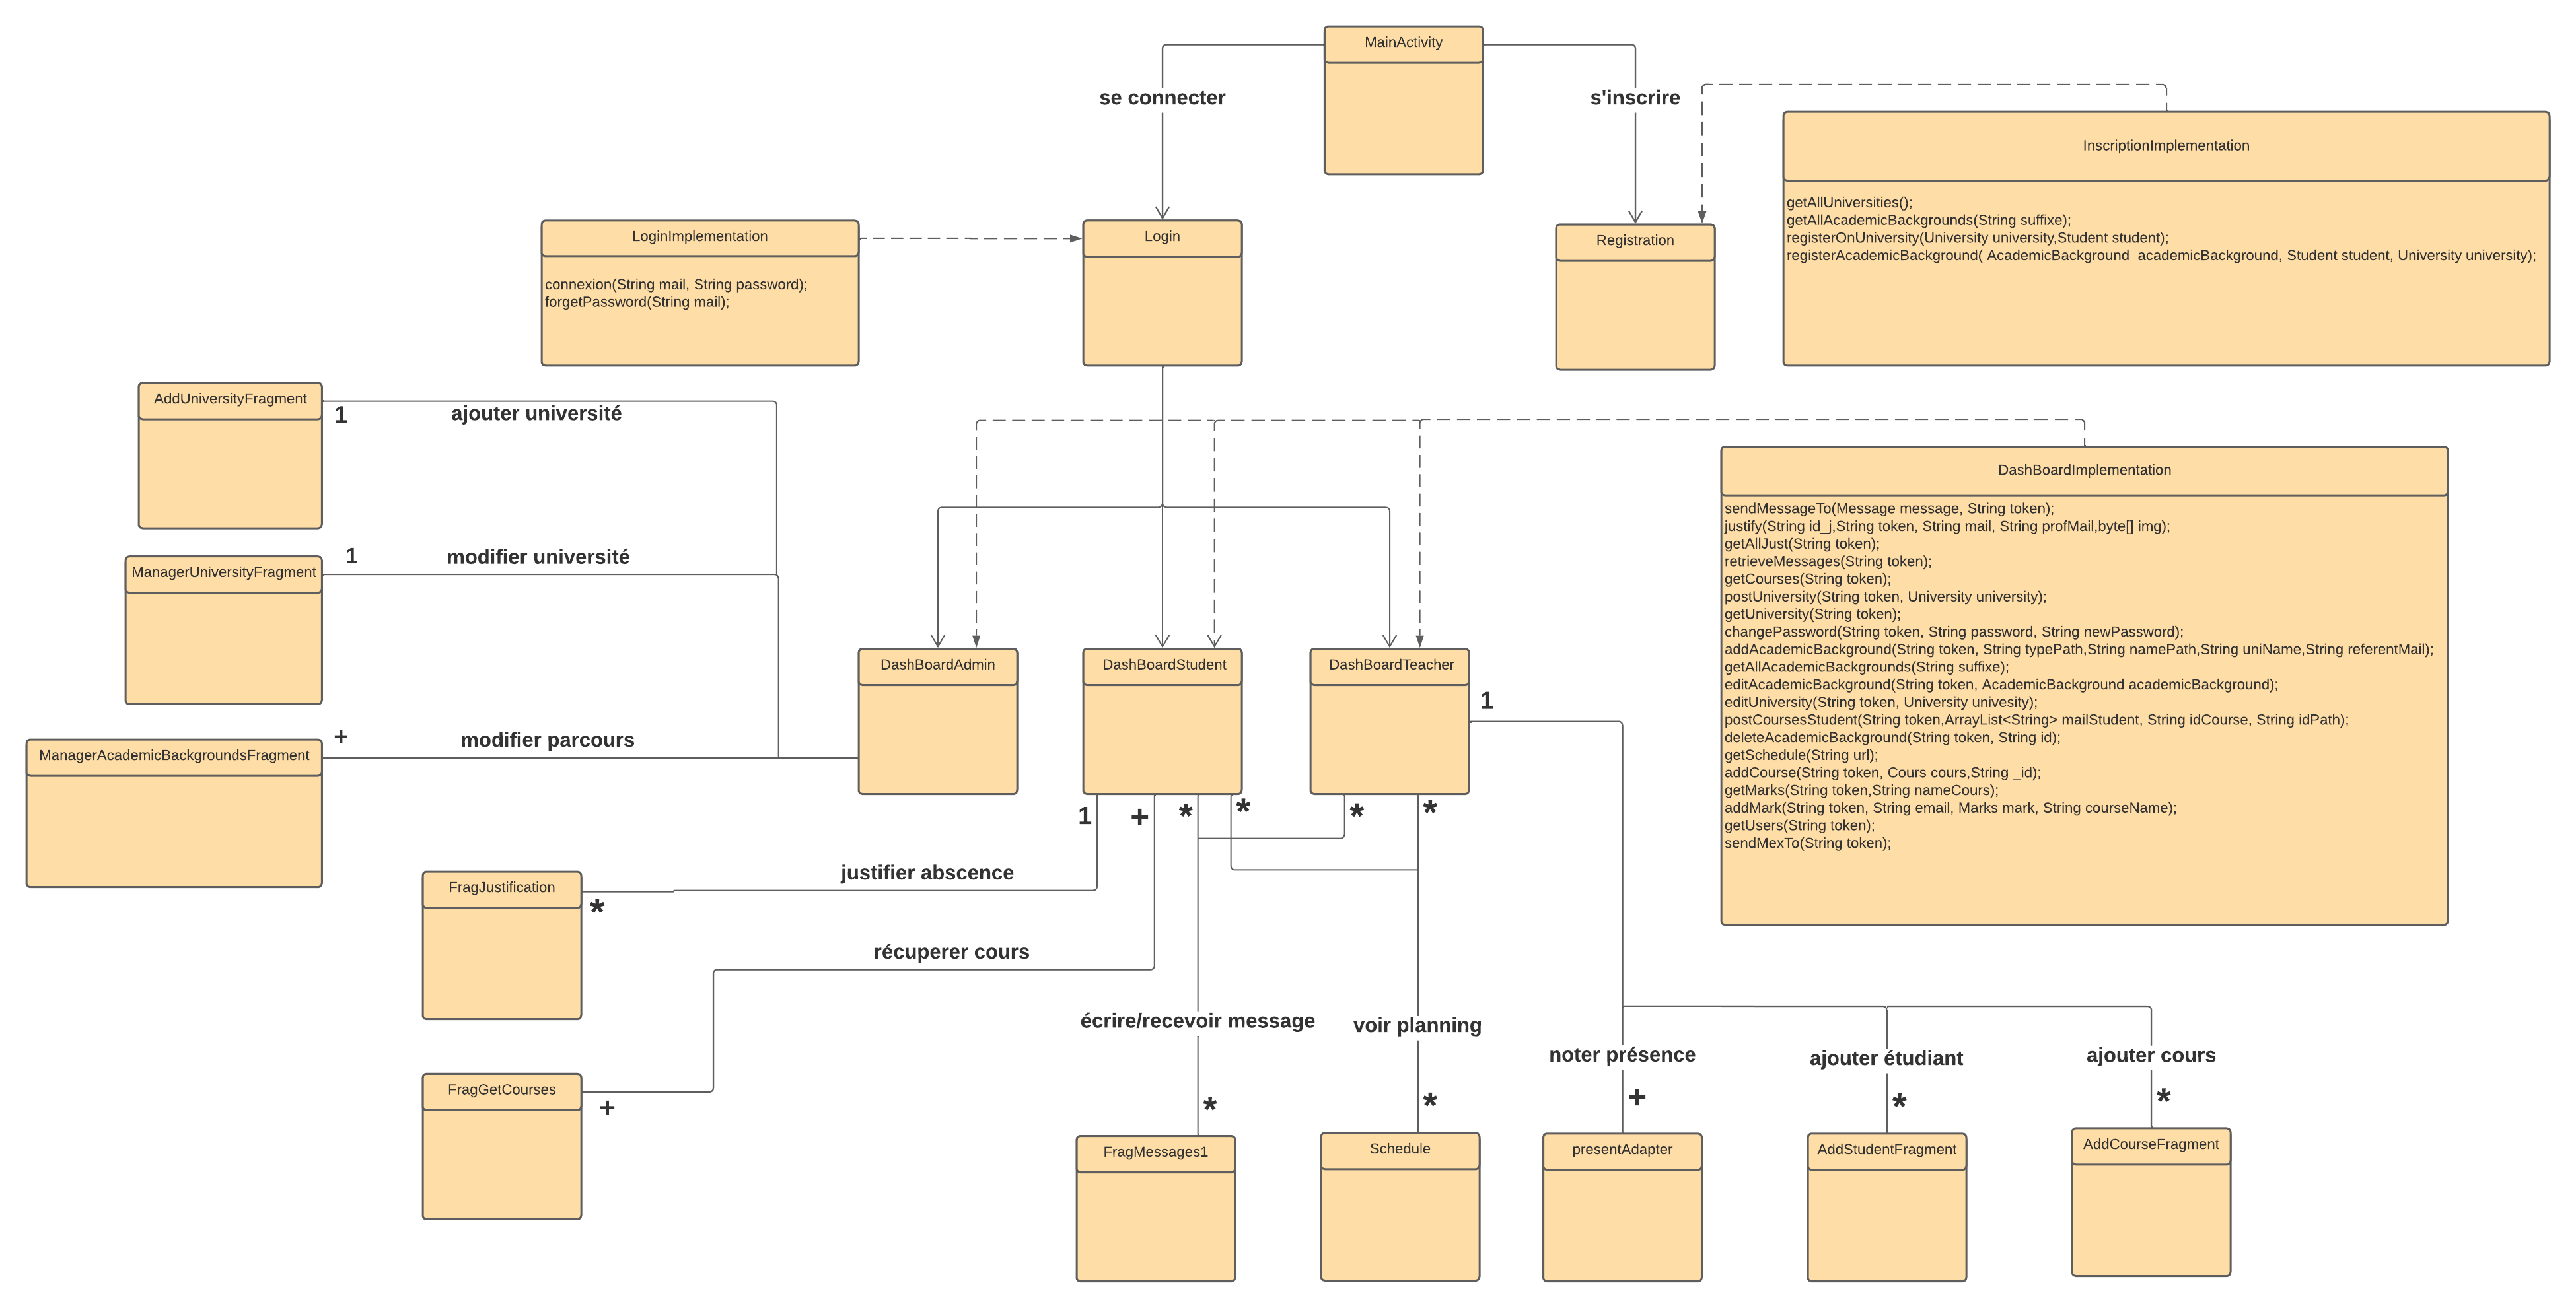 MainActivity
se connecter
s'inscrire
InscriptionImplementation
getAllUniversities();
getAllAcademicBackgrounds(String suffixe);
registerOnUniversity(University university,Student student);
registerAcademicBackground( AcademicBackground  academicBackground, Student student, University university);
LoginImplementation
connexion(String mail, String password);
forgetPassword(String mail);
Login
Registration
AddUniversityFragment
1
ajouter université
ManagerUniversityFragment
1
modifier université
ManagerAcademicBackgroundsFragment
+
modifier parcours
DashBoardImplementation
sendMessageTo(Message message, String token);
justify(String id_j,String token, String mail, String profMail,byte[] img);
getAllJust(String token);
retrieveMessages(String token);
getCourses(String token);
postUniversity(String token, University university);
getUniversity(String token);
changePassword(String token, String password, String newPassword);
addAcademicBackground(String token, String typePath,String namePath,String uniName,String referentMail);
getAllAcademicBackgrounds(String suffixe);
editAcademicBackground(String token, AcademicBackground academicBackground);
editUniversity(String token, University univesity);
postCoursesStudent(String token,ArrayList<String> mailStudent, String idCourse, String idPath);
deleteAcademicBackground(String token, String id);
getSchedule(String url);
addCourse(String token, Cours cours,String _id);
getMarks(String token,String nameCours);
addMark(String token, String email, Marks mark, String courseName);
getUsers(String token);
sendMexTo(String token);
DashBoardAdmin
DashBoardStudent
DashBoardTeacher
1
1
+
*
*
*
*
FragJustification
*
justifier abscence
FragGetCourses
+
récuperer cours
écrire/recevoir message
voir planning
noter présence
ajouter étudiant
ajouter cours
*
*
+
*
*
FragMessages1
Schedule
presentAdapter
AddStudentFragment
AddCourseFragment